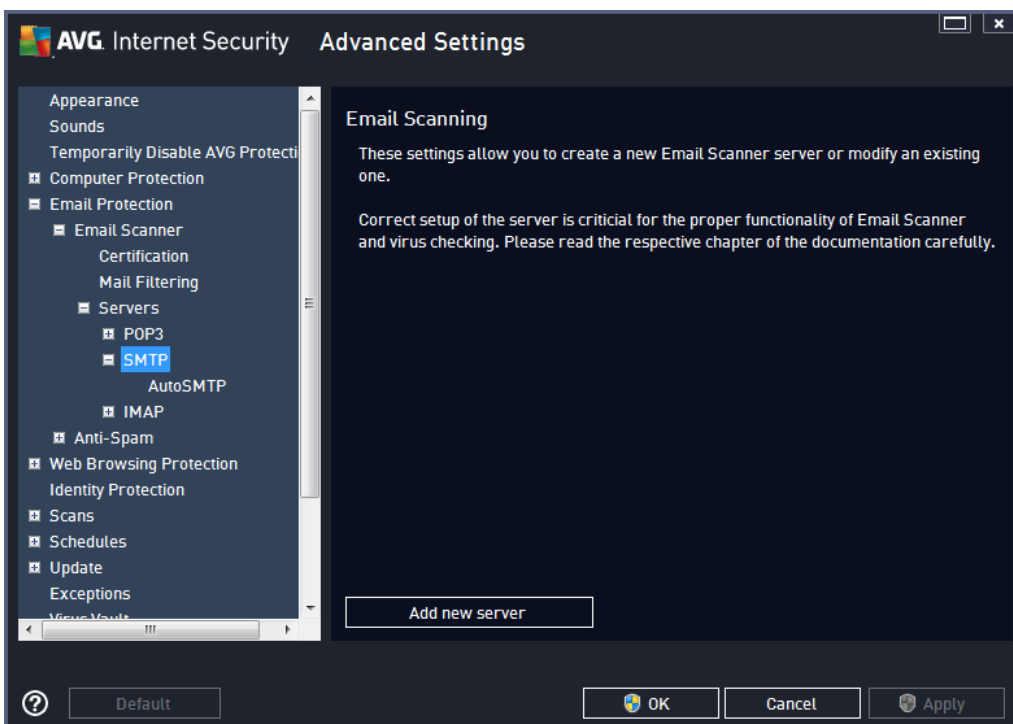 AVG. Internet Security Advanced Settings
Appearance
Sounds
Temporarily Disable AVG Protecti
Computer Protection
Email Protection
Email Scanner
Certification
Mail Filtering
Servers
POP3
SMTP
AutoSMTP
IMAP
Anti-Spam
Web Browsing Protection
Identity Protection
Scans
Schedules
Update
Exceptions
Virus Vault
Email Scanning
These settings allow you to create a new Email Scanner server or modify an existing
one.
Correct setup of the server is criticial for the proper functionality of Email Scanner
and virus checking. Please read the respective chapter of the documentation carefully.
Add new server
Default
OK
Cancel
Apply